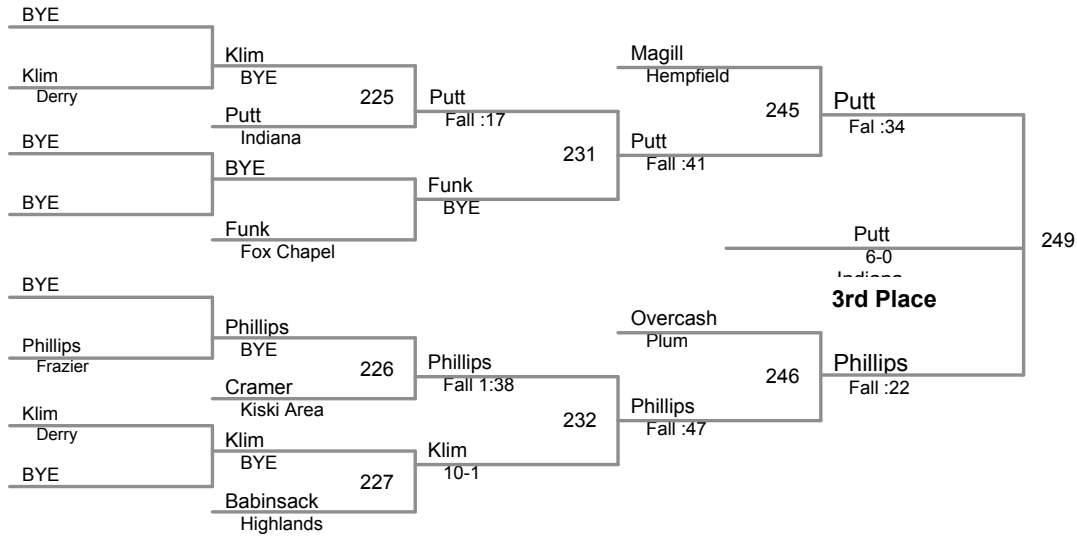 BYE
Klim
Derry
BYE
BYE
BYE
Phillips
Frazier
Klim
Derry
BYE
Klim
BYE
225
Putt
Indiana
BYE
Funk
Fox Chapel
Phillips
BYE
226
Cramer
Kiski Area
Klim
BYE
227
Babinsack
Highlands
Putt
Fall :17
231
Funk
BYE
Phillips
Fall 1:38
232
Klim
10-1
Magill
Hempfield
245
Putt
Fall :41
Overcash
Plum
246
Phillips
Fall :47
Putt
Fal :34
Putt
6-0
Indiana
3rd Place
249
Phillips
Fall :22